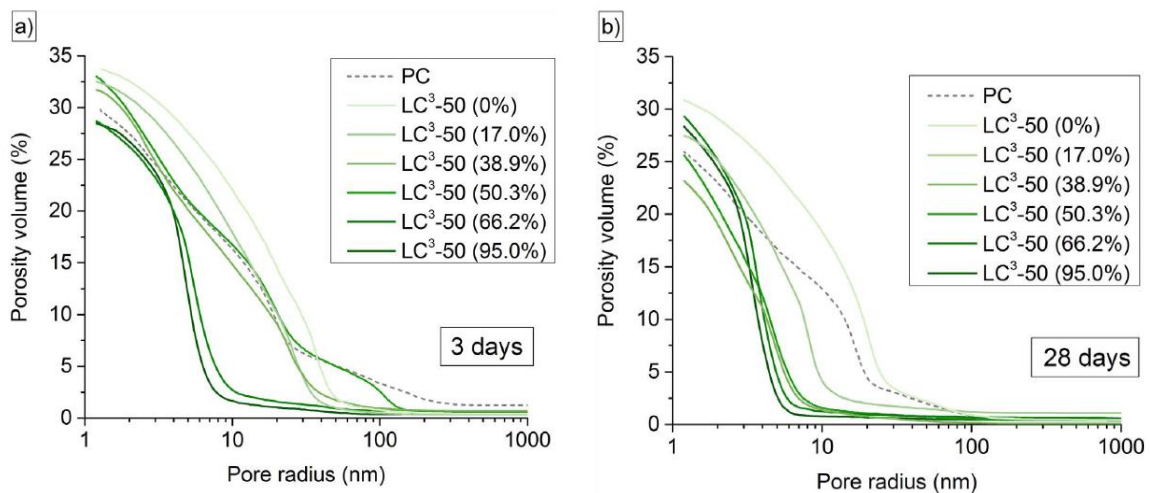 a)
35
30
25
20
15
10
5
0
Porosity volume (%)
PC
LC³-50 (0%)
LC³-50 (17.0%)
LC³-50 (38.9%)
LC³-50 (50.3%)
LC³-50 (66.2%)
LC³-50 (95.0%)
3 days
1 10 100 1000
Pore radius (nm)
b)
35
30
25
20
15
10
5
0
Porosity volume (%)
PC
LC³-50 (0%)
LC³-50 (17.0%)
LC³-50 (38.9%)
LC³-50 (50.3%)
LC³-50 (66.2%)
LC³-50 (95.0%)
28 days
1 10 100 1000
Pore radius (nm)